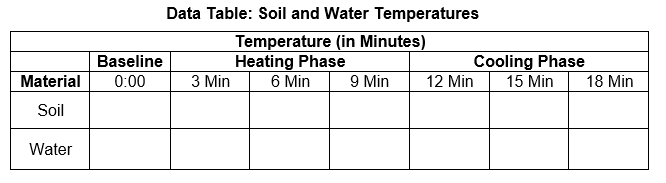 Data Table: Soil and Water Temperatures
Temperature (in Minutes)
Baseline Heating Phase Cooling Phase
Material 0:00 3 Min 6 Min 9 Min 12 Min 15 Min 18 Min
Soil
Water